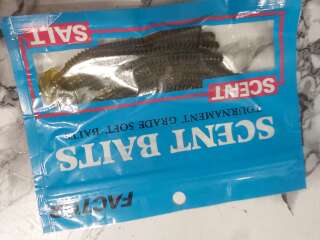 SALT
SCENT
SCENT BAITS
TOURNAMENT GRADE SOFT BAITS